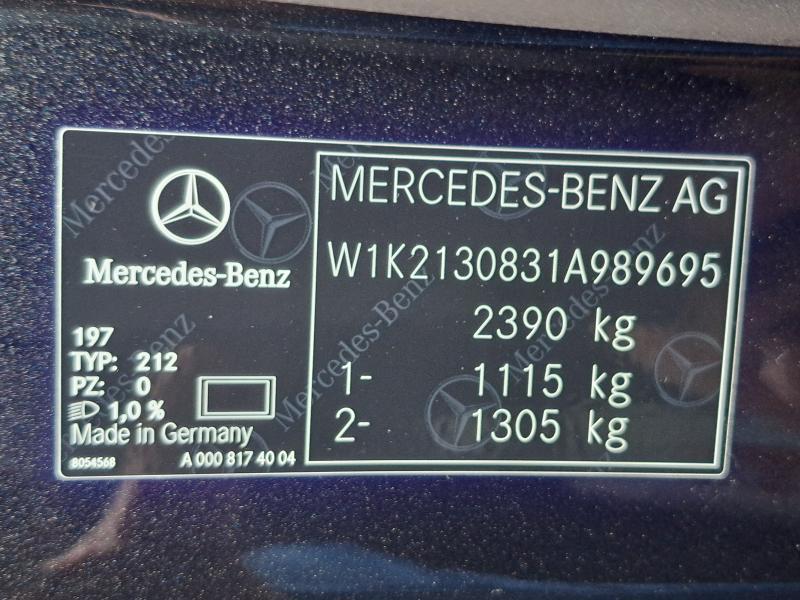 Mercedes-Benz
197
TYP: 212
PZ: 0
1,0 %
Made in Germany
8054568 A 000 817 40 04
MERCEDES-BENZ AG
W1K2130831A989695
2390 kg
1- 1115 kg
2- 1305 kg